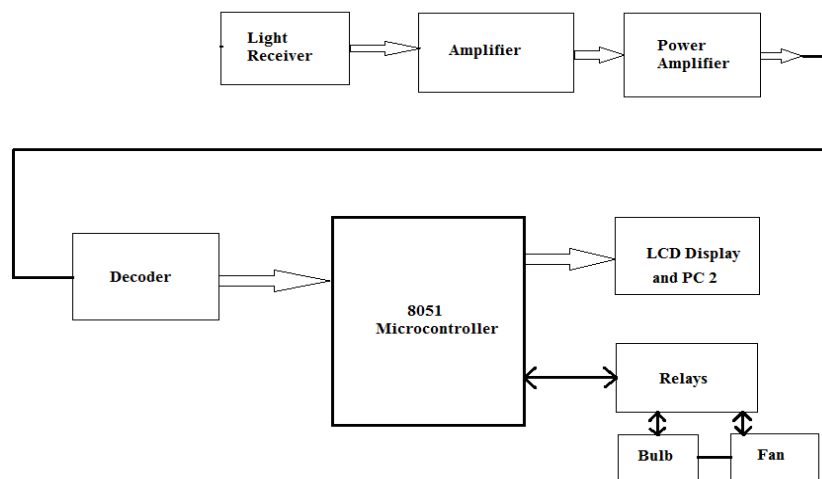 Light
Receiver
Amplifier
Power
Amplifier
Decoder
8051
Microcontroller
LCD Display
and PC 2
Relays
Bulb
Fan